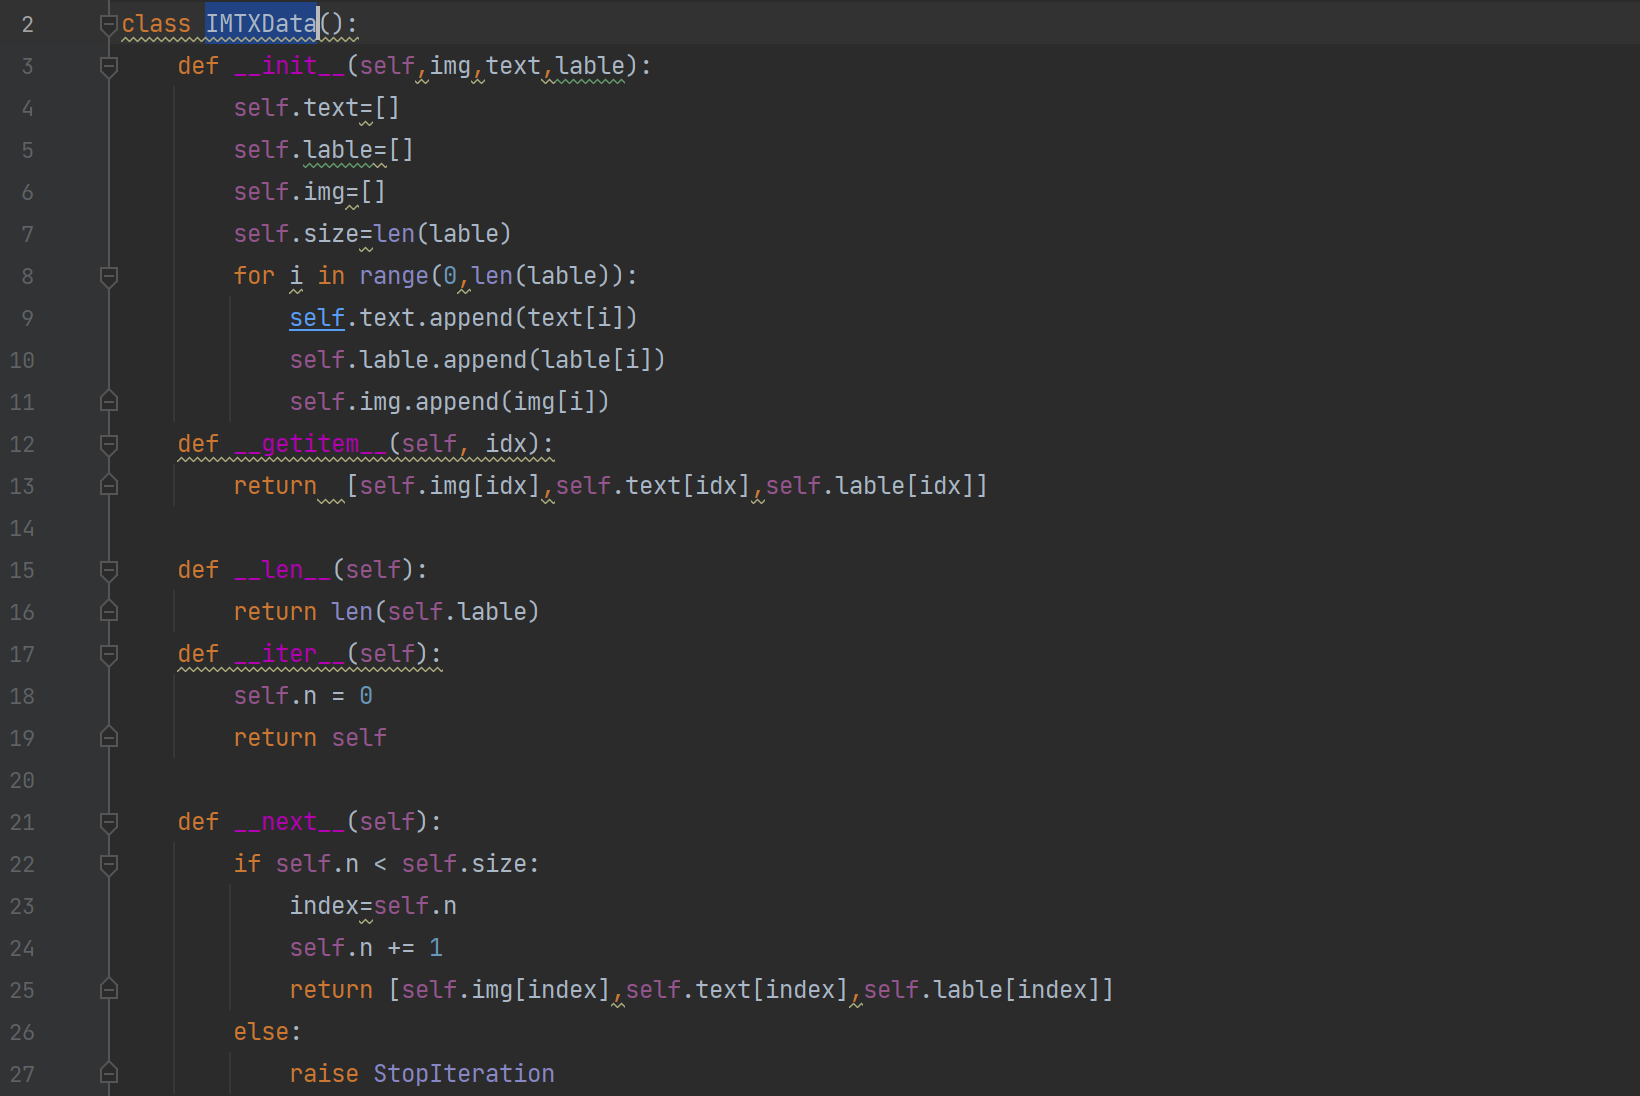 2 class IMTXData():
3     def __init__(self,img,text,lable):
4         self.text=[]
5         self.lable=[]
6         self.img=[]
7         self.size=len(lable)
8         for i in range(0,len(lable)):
9             self.text.append(text[i])
10             self.lable.append(lable[i])
11             self.img.append(img[i])
12     def __getitem__(self, idx):
13         return  [self.img[idx],self.text[idx],self.lable[idx]]
14
15     def __len__(self):
16         return len(self.lable)
17     def __iter__(self):
18         self.n = 0
19         return self
20
21     def __next__(self):
22         if self.n < self.size:
23             index=self.n
24             self.n += 1
25             return [self.img[index],self.text[index],self.lable[index]]
26         else:
27             raise StopIteration